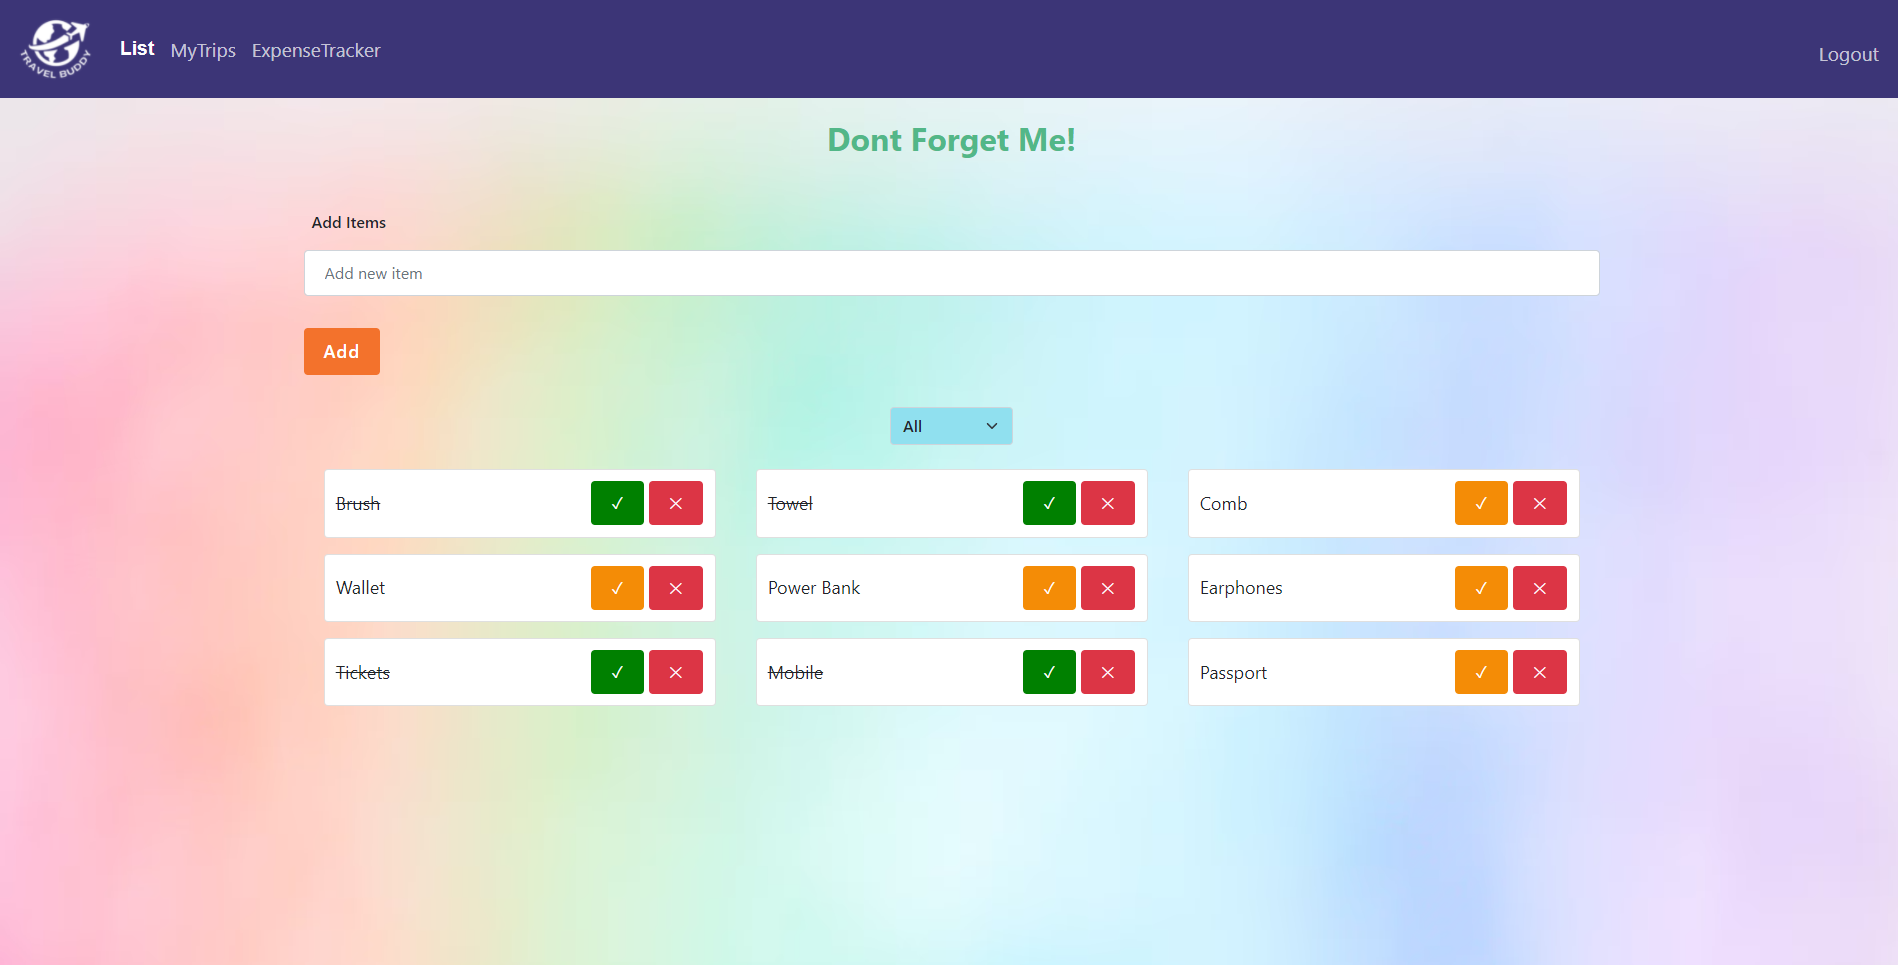 TRAVEL BUDDY
List MyTrips ExpenseTracker Logout
Dont Forget Me!
Add Items
Add new item
Add
All
Brush ✓ ✕ Towel ✓ ✕ Comb ✓ ✕
Wallet ✓ ✕ Power Bank ✓ ✕ Earphones ✓ ✕
Tickets ✓ ✕ Mobile ✓ ✕ Passport ✓ ✕